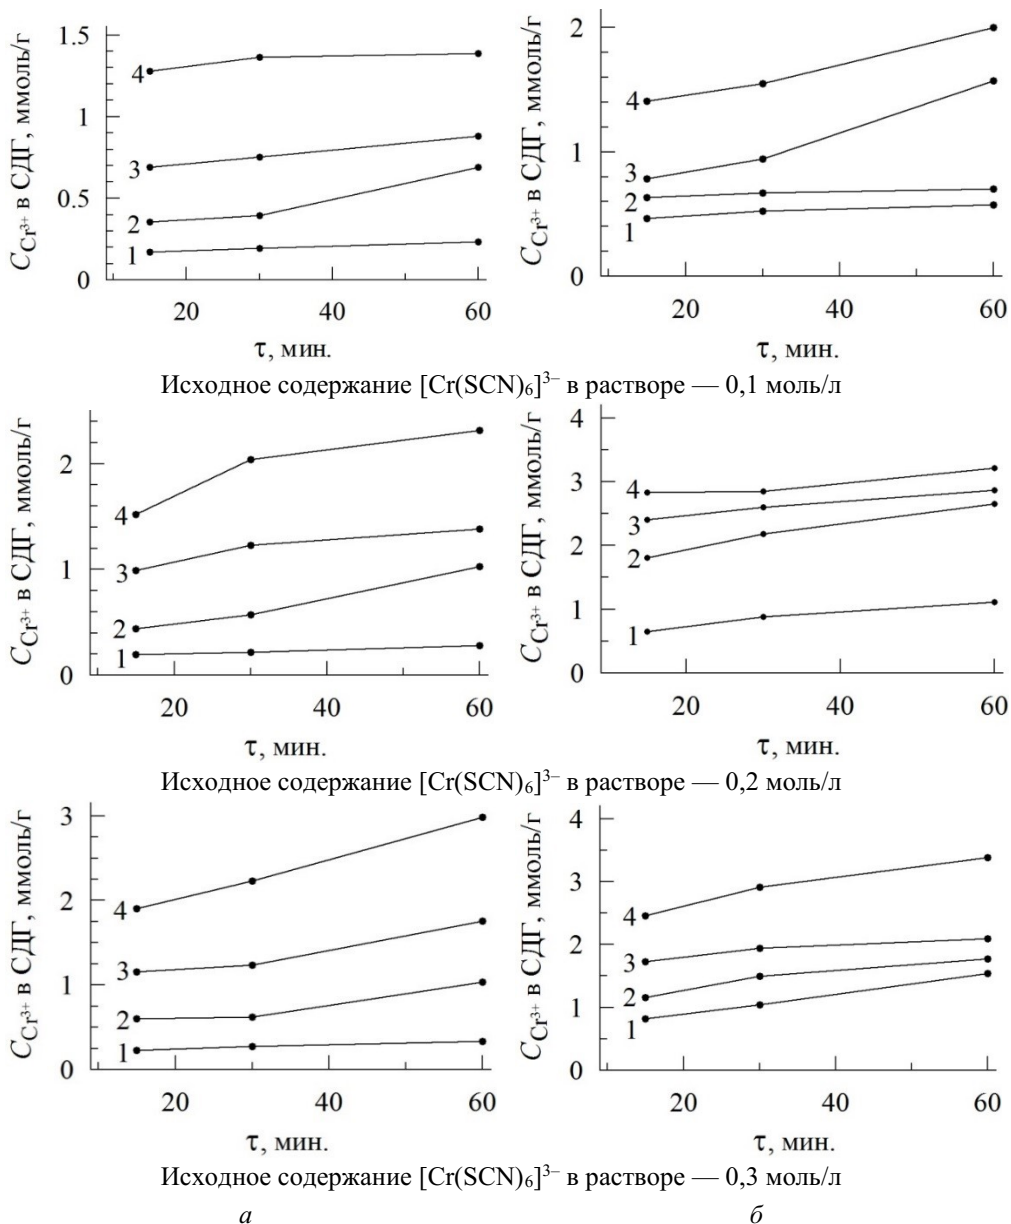 C_Cr³⁺ в СДГ, ммоль/г
1.5
1
0.5
0
4
3
2
1
20 40 60
τ, мин.
C_Cr³⁺ в СДГ, ммоль/г
2
1
0
4
3
2
1
20 40 60
τ, мин.
Исходное содержание [Cr(SCN)₆]³⁻ в растворе — 0,1 моль/л
C_Cr³⁺ в СДГ, ммоль/г
2
1
0
4
3
2
1
20 40 60
τ, мин.
C_Cr³⁺ в СДГ, ммоль/г
4
3
2
1
0
4
3
2
1
20 40 60
τ, мин.
Исходное содержание [Cr(SCN)₆]³⁻ в растворе — 0,2 моль/л
C_Cr³⁺ в СДГ, ммоль/г
3
2
1
0
4
3
2
1
20 40 60
τ, мин.
C_Cr³⁺ в СДГ, ммоль/г
4
3
2
1
0
4
3
2
1
20 40 60
τ, мин.
Исходное содержание [Cr(SCN)₆]³⁻ в растворе — 0,3 моль/л
а б